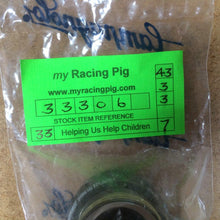 my Racing Pig 43
www.myracingpig.com 3
33306 3
STOCK ITEM REFERENCE
33 Helping Us Help Children 7